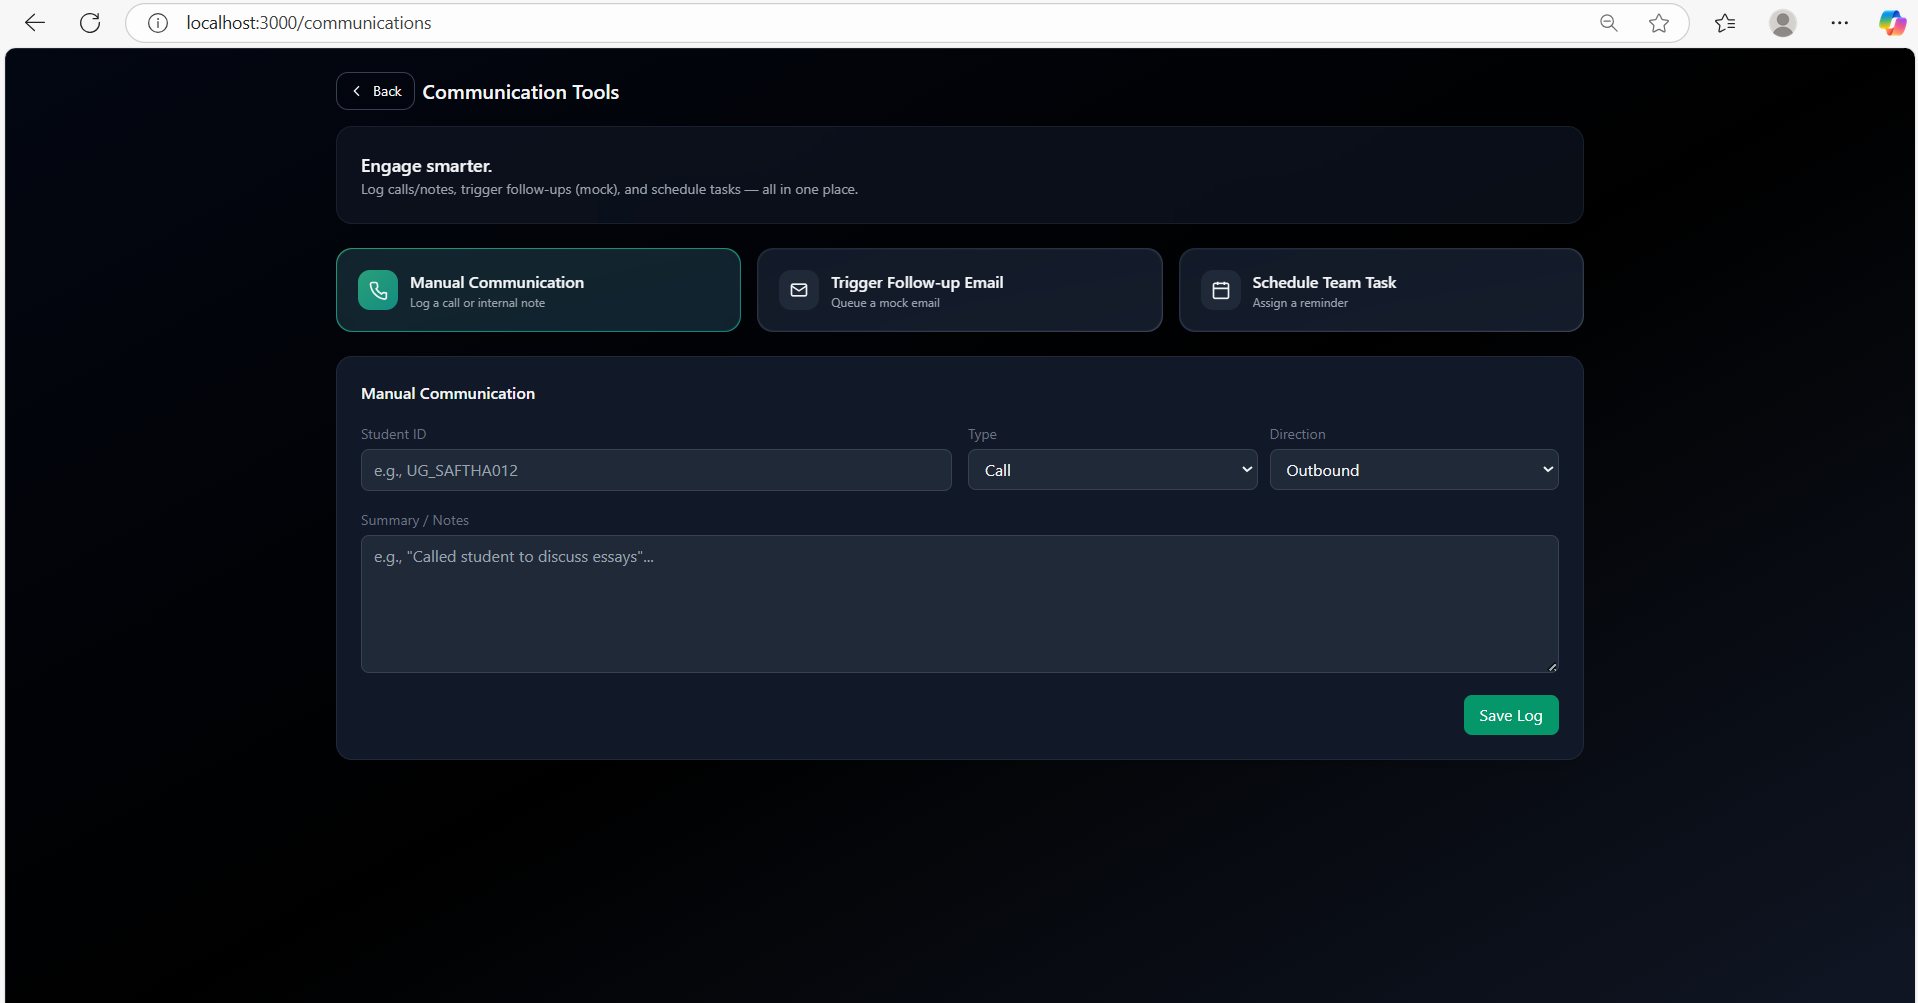 localhost:3000/communications
Back
Communication Tools
Engage smarter.
Log calls/notes, trigger follow-ups (mock), and schedule tasks — all in one place.
Manual Communication
Log a call or internal note
Trigger Follow-up Email
Queue a mock email
Schedule Team Task
Assign a reminder
Manual Communication
Student ID
Type
Direction
e.g., UG_SAFTHA012
Call
Outbound
Summary / Notes
e.g., "Called student to discuss essays"...
Save Log